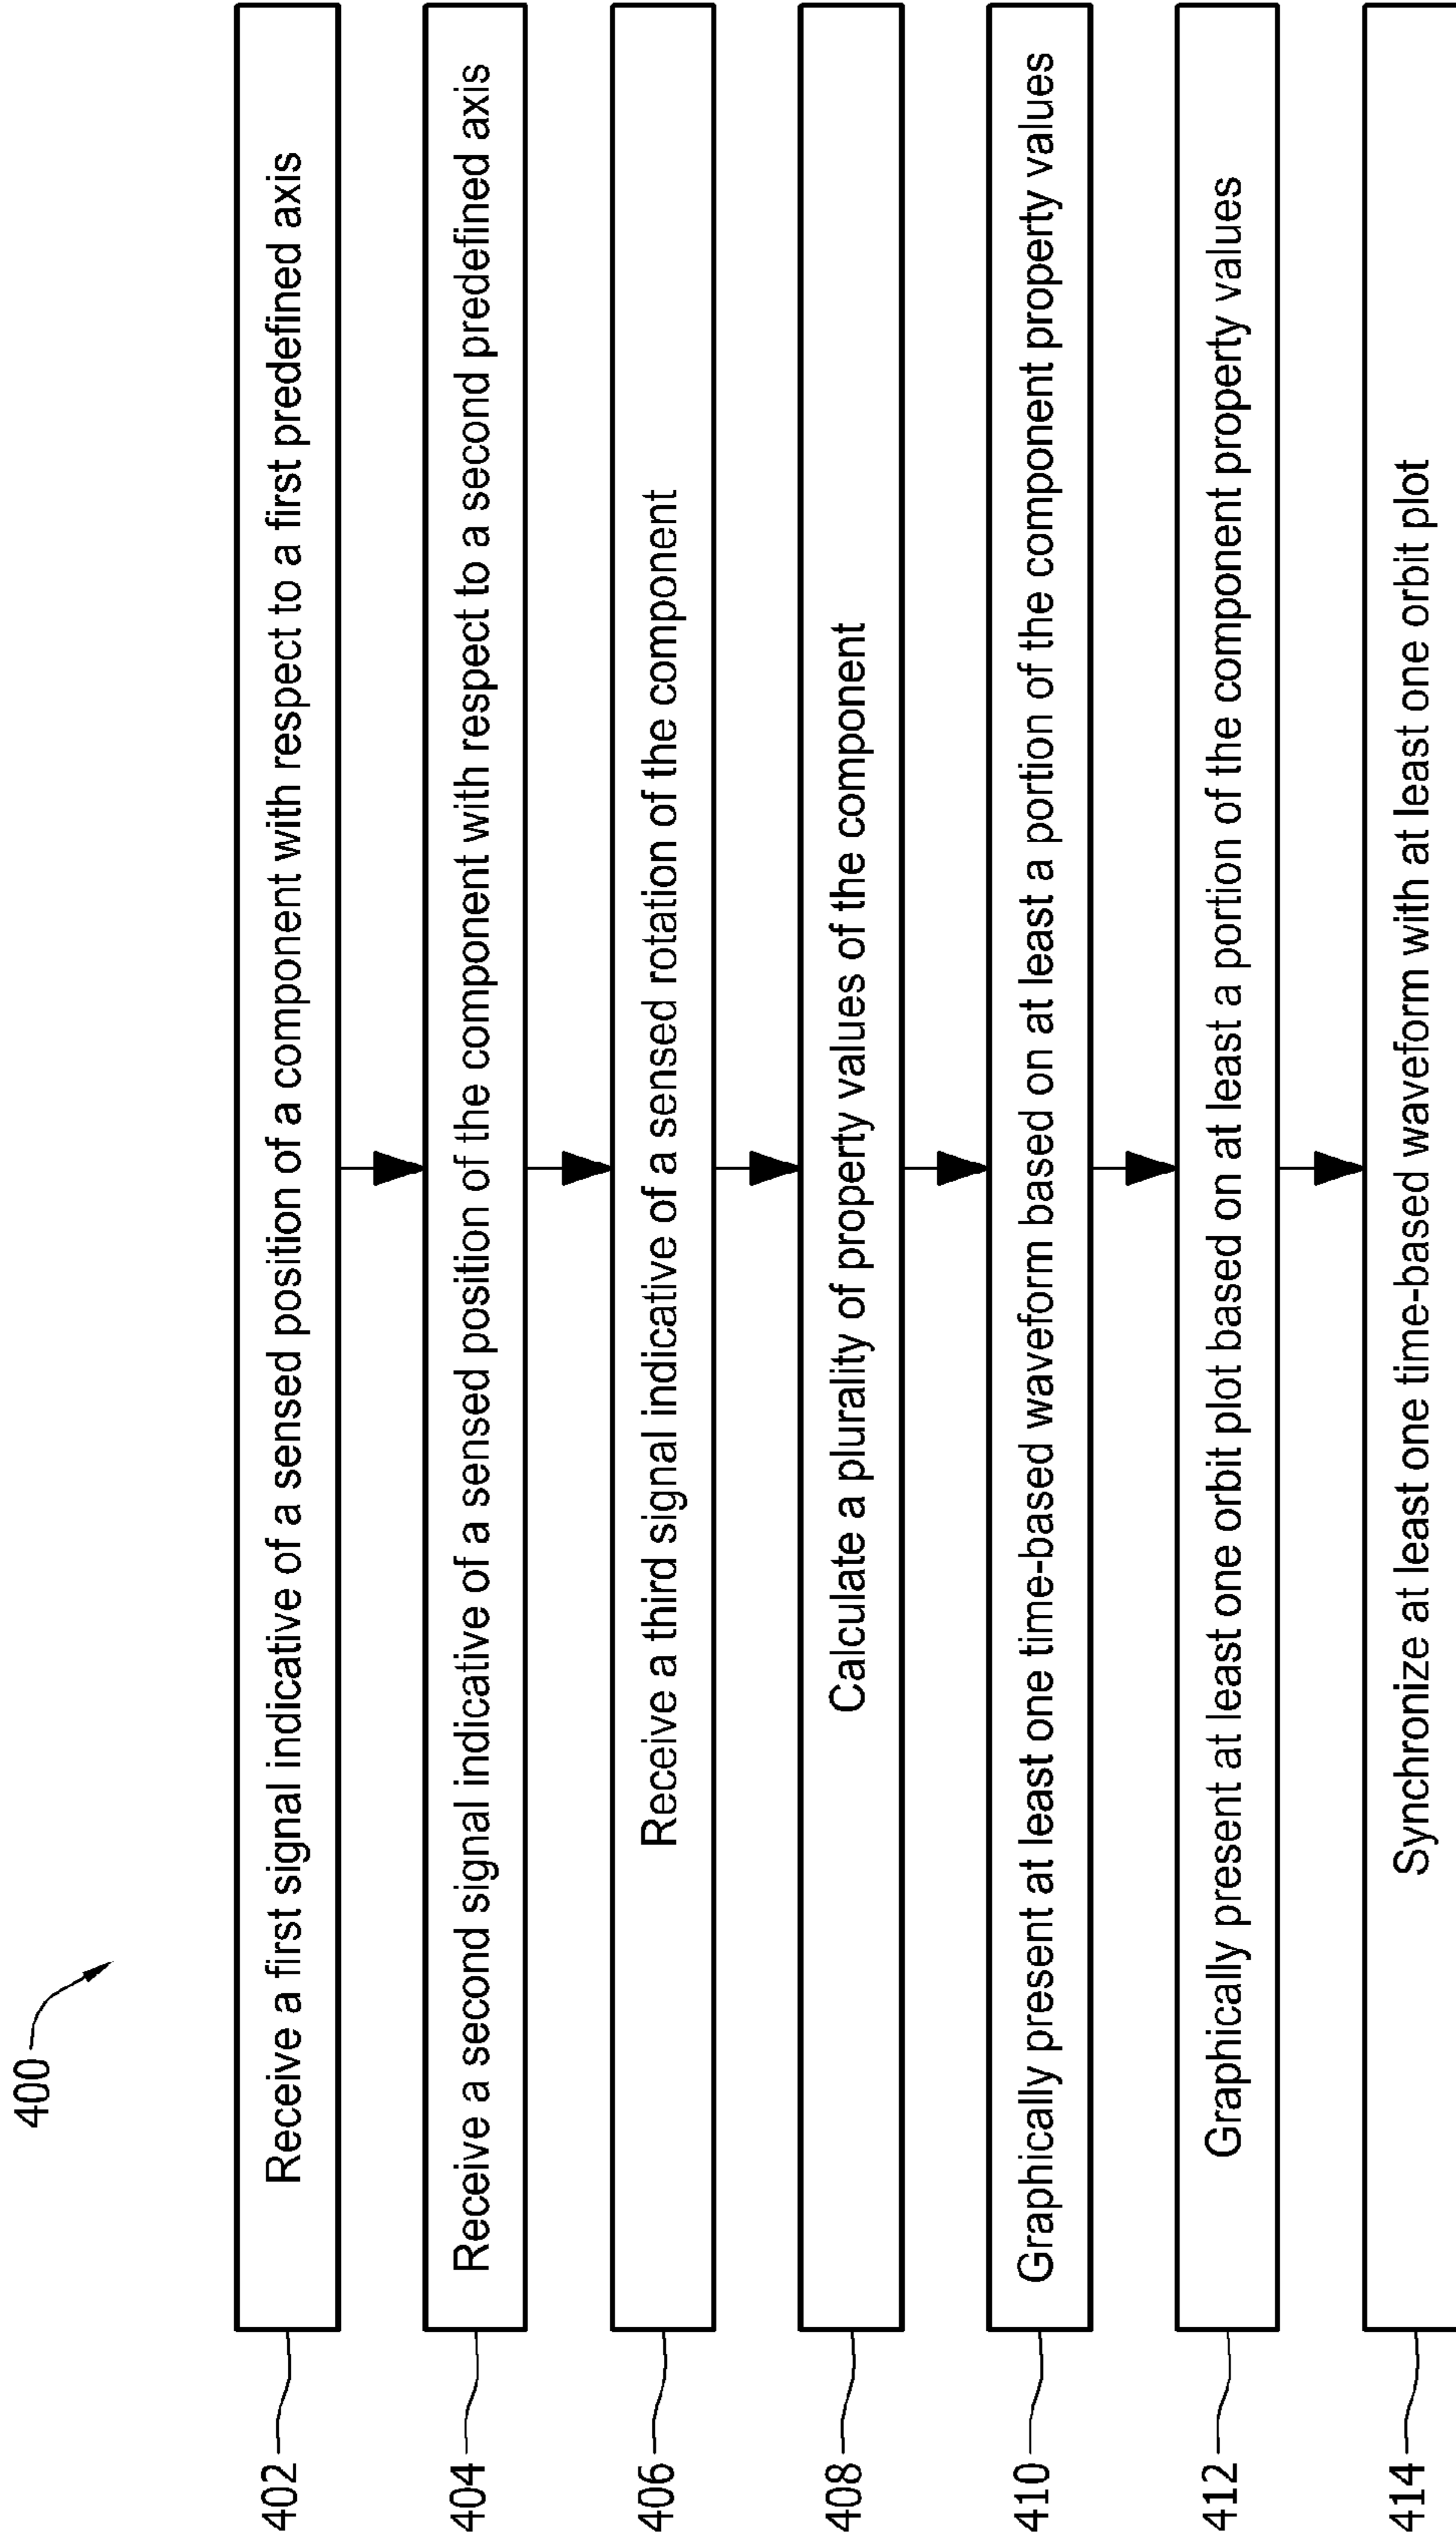 400
402
Receive a first signal indicative of a sensed position of a component with respect to a first predefined axis
404
Receive a second signal indicative of a sensed position of the component with respect to a second predefined axis
406
Receive a third signal indicative of a sensed rotation of the component
408
Calculate a plurality of property values of the component
410
Graphically present at least one time-based waveform based on at least a portion of the component property values
412
Graphically present at least one orbit plot based on at least a portion of the component property values
414
Synchronize at least one time-based waveform with at least one orbit plot